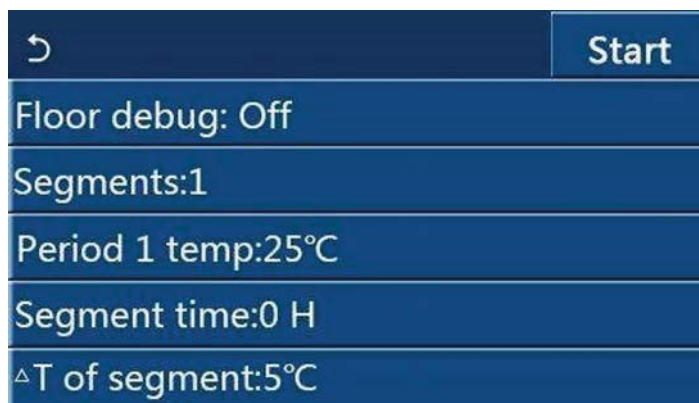 Start
Floor debug: Off
Segments:1
Period 1 temp:25℃
Segment time:0 H
△T of segment:5℃